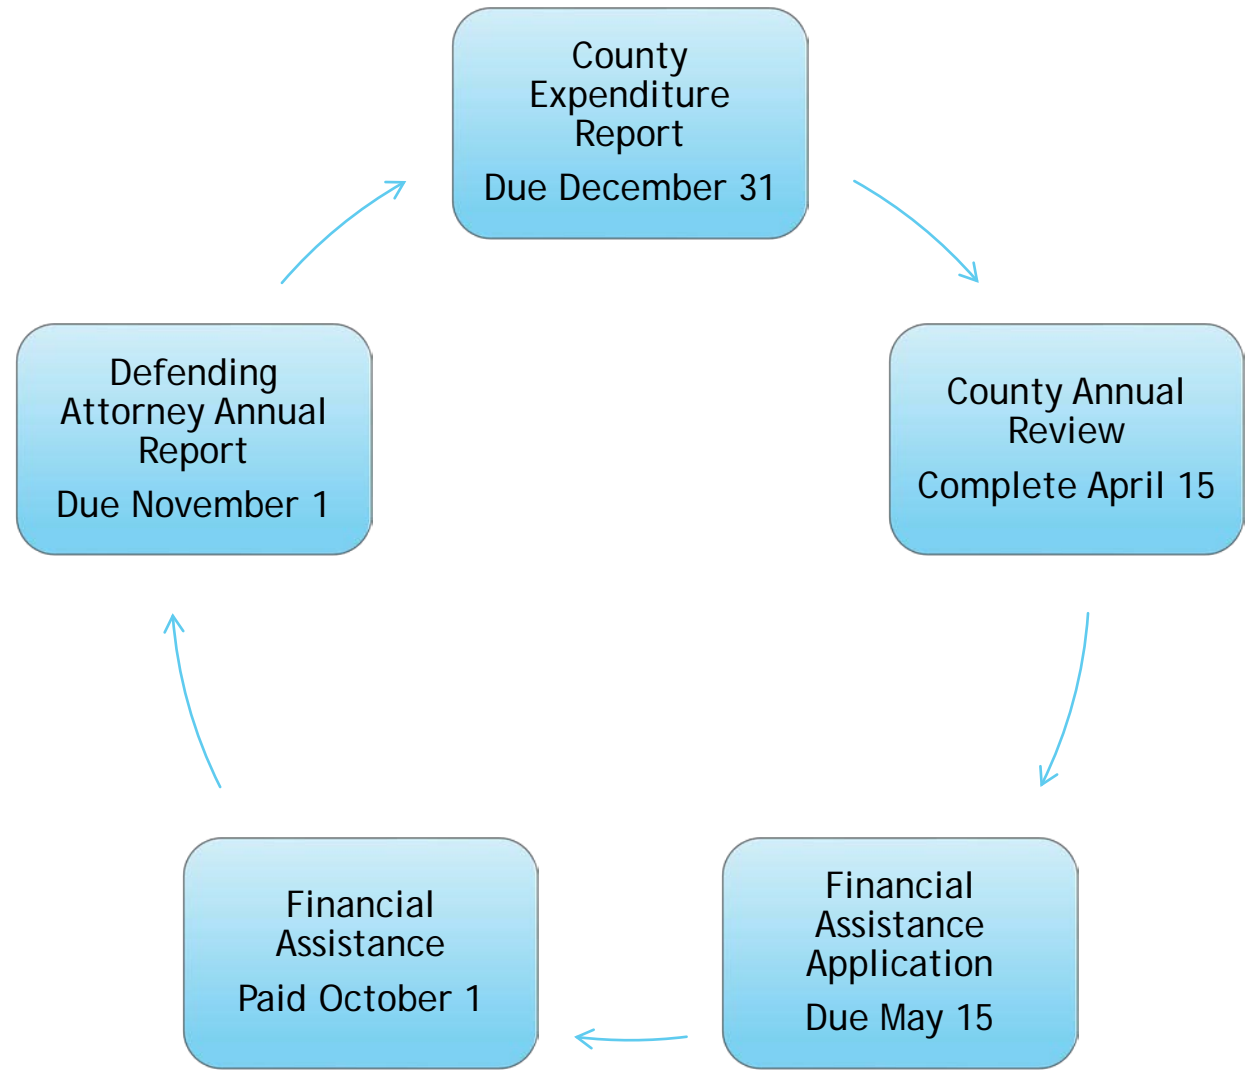 County
Expenditure
Report
Due December 31
County Annual
Review
Complete April 15
Financial
Assistance
Application
Due May 15
Financial
Assistance
Paid October 1
Defending
Attorney Annual
Report
Due November 1